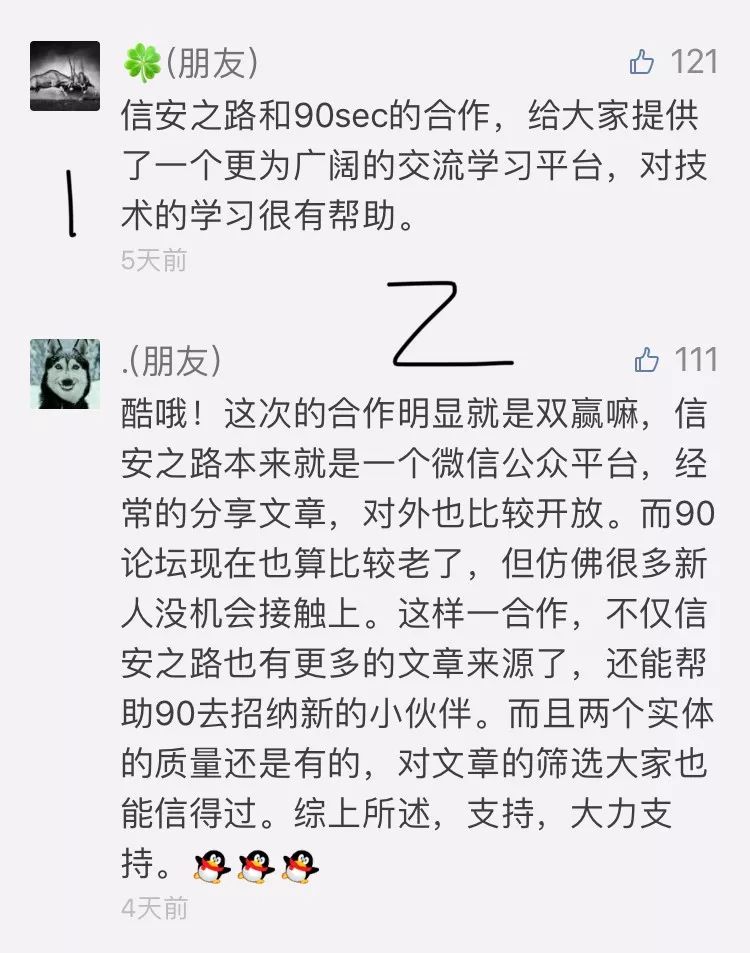 🍀(朋友) 121
信安之路和90sec的合作，给大家提供
了一个更为广阔的交流学习平台，对技
术的学习很有帮助。
1
5天前
2
.(朋友) 111
酷哦！这次的合作明显就是双赢嘛，信
安之路本来就是一个微信公众平台，经
常的分享文章，对外也比较开放。而90
论坛现在也算比较老了，但仿佛很多新
人没机会接触上。这样一合作，不仅信
安之路也有更多的文章来源了，还能帮
助90去招纳新的小伙伴。而且两个实体
的质量还是有的，对文章的筛选大家也
能信得过。综上所述，支持，大力支
持。🐧🐧🐧
4天前